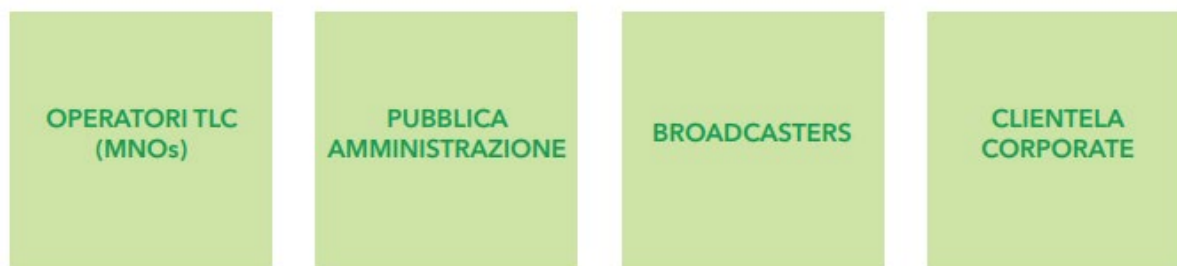 OPERATORI TLC
(MNOs)
PUBBLICA
AMMINISTRAZIONE
BROADCASTERS
CLIENTELA
CORPORATE